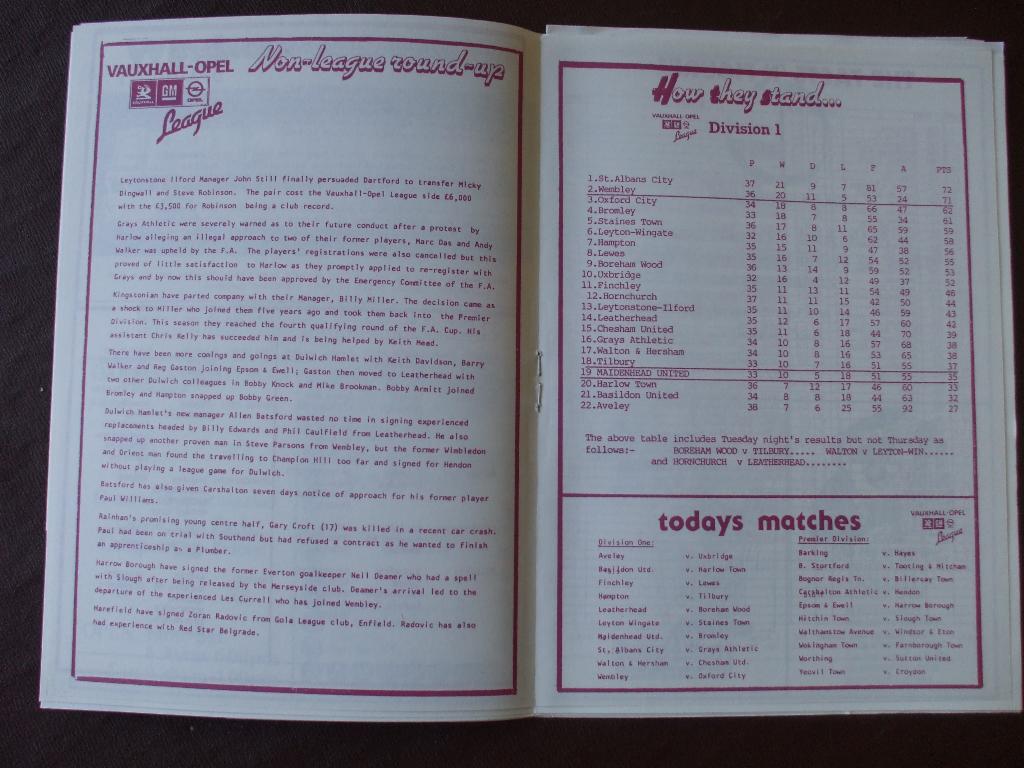 VAUXHALL-OPEL Non-league round-up
GM OPEL
League
Leytonstone Ilford Manager John Still finally persuaded Dartford to transfer Micky
Dingwall and Steve Robinson. The pair cost the Vauxhall-Opel League side £6,000
with the £3,500 for Robinson being a club record.
Grays Athletic were severely warned as to their future conduct after a protest by
Harlow alleging an illegal approach to two of their former players, Marc Das and Andy
Walker was upheld by the F.A. The players' registrations were also cancelled but this
proved of little satisfaction to Harlow as they promptly applied to re-register with
Grays and by now this should have been approved by the Emergency Committee of the F.A.
Kingstonian have parted company with their Manager, Billy Miller. The decision came as
a shock to Miller who joined them five years ago and took them back into the Premier
Division. This season they reached the fourth qualifying round of the F.A. Cup. His
assistant Chris Kelly has succeeded him and is being helped by Keith Mead.
There have been more comings and goings at Dulwich Hamlet with Keith Davidson, Barry
Walker and Reg Gaston joining Epsom & Ewell; Gaston then moved to Leatherhead with
two other Dulwich colleagues in Bobby Knock and Mike Brookman. Bobby Armitt joined
Bromley and Hampton snapped up Bobby Green.
Dulwich Hamlet's new manager Allen Batsford wasted no time in signing experienced
replacements headed by Billy Edwards and Phil Caulfield from Leatherhead. He also
snapped up another proven man in Steve Parsons from Wembley, but the former Wimbledon
and Orient man found the travelling to Champion Hill too far and signed for Hendon
without playing a league game for Dulwich.
Batsford has also given Carshalton seven days notice of approach for his former player
Paul Williams.
Rainhan's promising young centre half, Gary Croft (17) was killed in a recent car crash.
Paul had been on trial with Southend but had refused a contract as he wanted to finish
an apprenticeship as a Plumber.
Harrow Borough have signed the former Everton goalkeeper Neil Deamer who had a spell
with Slough after being released by the Merseyside club. Deamer's arrival led to the
departure of the experienced Les Currell who has joined Wembley.
Harefield have signed Zoran Radovic from Gola League club, Enfield. Radovic has also
had experience with Red Star Belgrade.
How they stand...
VAUXHALL-OPEL
League Division 1
P W D L F A PTS
1.St.Albans City 37 21 9 7 81 57 72
2.Wembley 36 20 11 5 53 24 71
3.Oxford City 34 18 8 8 66 47 62
4.Bromley 33 18 7 8 55 34 61
5.Staines Town 36 17 8 11 65 59 59
6.Leyton-Wingate 32 16 10 6 62 44 58
7.Hampton 35 15 11 9 47 38 56
8.Lewes 35 16 7 12 54 52 55
9.Boreham Wood 36 13 14 9 59 52 53
10.Uxbridge 32 16 4 12 49 37 52
11.Finchley 35 11 13 11 54 49 46
12.Hornchurch 37 11 11 15 42 50 44
13.Leytonstone-Ilford 35 11 10 14 46 59 43
14.Leatherhead 35 12 6 17 57 60 42
15.Chesham United 35 11 6 18 44 70 39
16.Grays Athletic 34 10 8 16 57 68 38
17.Walton & Hersham 34 10 8 16 53 65 38
18.Tilbury 33 10 7 16 51 55 37
19 MAIDENHEAD UNITED 33 10 5 18 51 55 35
20.Harlow Town 36 7 12 17 46 60 33
21.Basildon United 34 8 8 18 44 63 32
22.Aveley 38 7 6 25 55 92 27
The above table includes Tuesday night's results but not Thursday as
follows:- BOREHAM WOOD v TILBURY..... WALTON v LEYTON-WIN......
and HORNCHURCH v LEATHERHEAD........
todays matches
VAUXHALL-OPEL
League
Division One:
Aveley v. Uxbridge
Basildon Utd. v. Harlow Town
Finchley v. Lewes
Hampton v. Tilbury
Leatherhead v. Boreham Wood
Leyton Wingate v. Staines Town
Maidenhead Utd. v. Bromley
St. Albans City v. Grays Athletic
Walton & Hersham v. Chesham Utd.
Wembley v. Oxford City
Premier Division:
Barking v. Hayes
B. Stortford v. Tooting & Mitcham
Bognor Regis Tn. v. Billericay Town
Carshalton Athletic v. Hendon
Epsom & Ewell v. Harrow Borough
Hitchin Town v. Slough Town
Walthamstow Avenue v. Windsor & Eton
Wokingham Town v. Farnborough Town
Worthing v. Sutton United
Yeovil Town v. Croydon